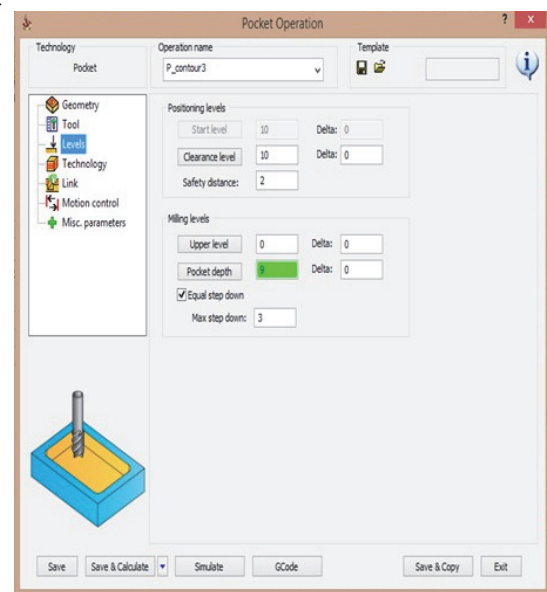 Pocket Operation ? X
Technology
Pocket
Operation name
P_contour3
Template
i
Geometry
Tool
Levels
Technology
Link
Motion control
Misc. parameters
Positioning levels
Start level 10 Delta: 0
Clearance level 10 Delta: 0
Safety distance: 2
Milling levels
Upper level 0 Delta: 0
Pocket depth 9 Delta: 0
Equal step down
Max step down: 3
Save Save & Calculate Simulate GCode Save & Copy Exit